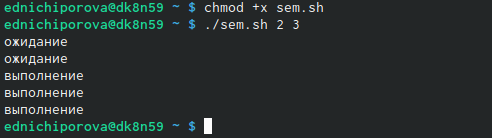 ednichiporova@dk8n59 ~ $ chmod +x sem.sh
ednichiporova@dk8n59 ~ $ ./sem.sh 2 3
ожидание
ожидание
выполнение
выполнение
выполнение
ednichiporova@dk8n59 ~ $